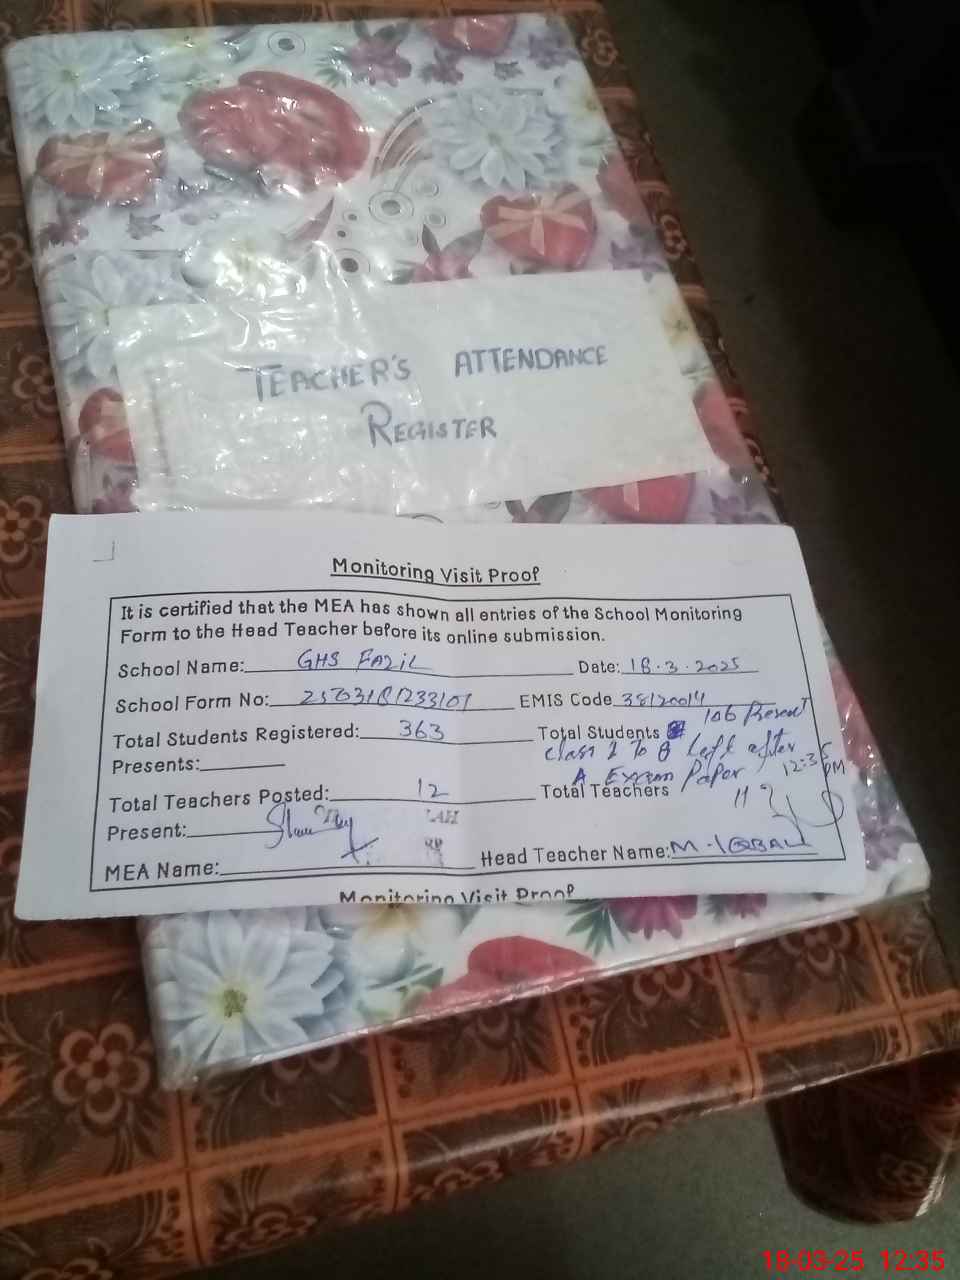 TEACHER'S ATTENDANCE
REGISTER
Monitoring Visit Proof
It is certified that the MEA has shown all entries of the School Monitoring
Form to the Head Teacher before its online submission.
School Name: GHS FAZIL Date: 18.3.2025
School Form No: EMIS Code 38120014
Total Students Registered: 363 Total Students 106 Present
Presents: Class 1 To 8 left after
A Exam Paper 12:35 PM
Total Teachers Posted: 12 Total Teachers 11
Present:
MEA Name: Head Teacher Name: M. IQBAL
Monitoring Visit Proof
18-03-25 12:35